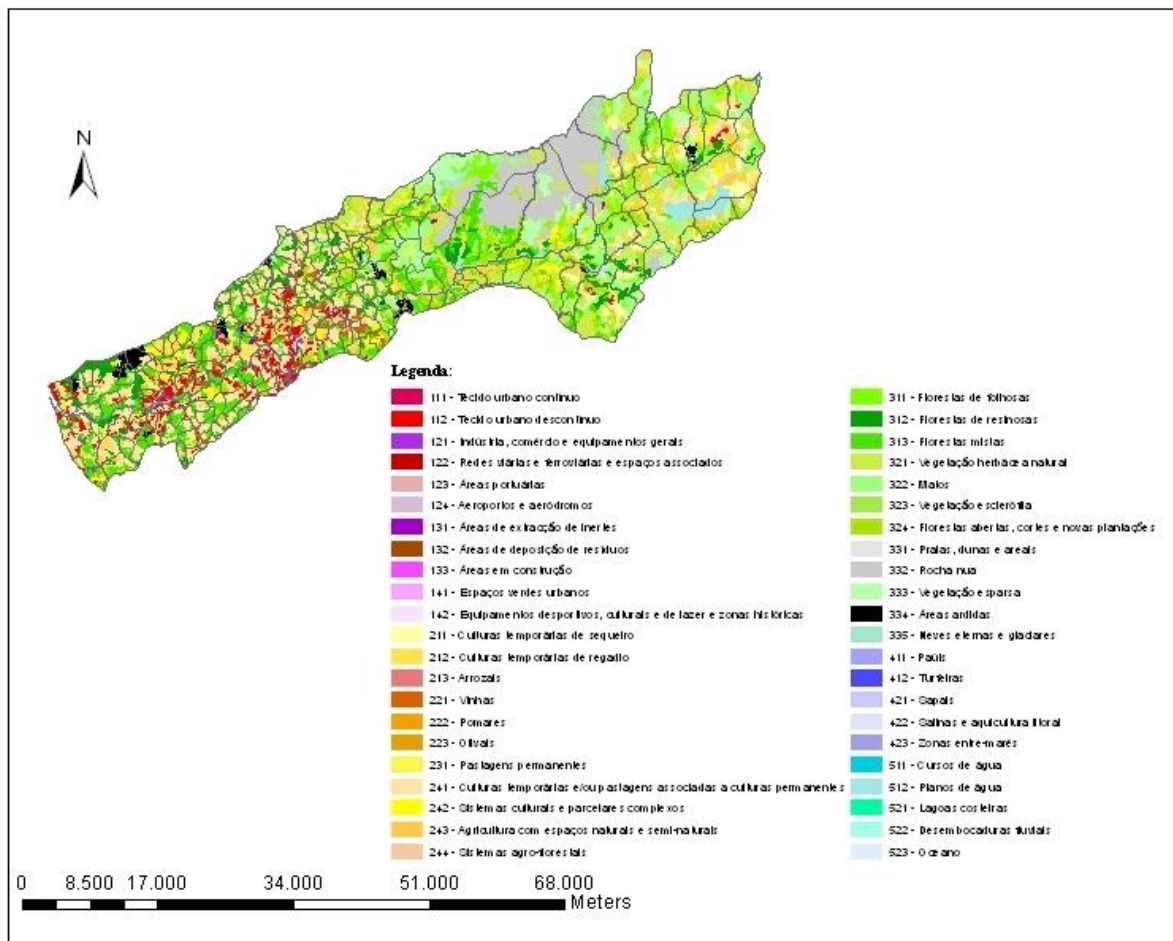 N
Legenda:
111 - Tecido urbano contínuo
112 - Tecido urbano descontínuo
121 - Indústria, comércio e equipamentos gerais
122 - Redes viárias e ferroviárias e espaços associados
123 - Áreas portuárias
124 - Aeroportos e aeródromos
131 - Áreas de extracção de inertes
132 - Áreas de deposição de resíduos
133 - Áreas em construção
141 - Espaços verdes urbanos
142 - Equipamentos desportivos, culturais e de lazer e zonas históricas
211 - Culturas temporárias de sequeiro
212 - Culturas temporárias de regadio
213 - Arrozais
221 - Vinhas
222 - Pomares
223 - Olivais
231 - Pastagens permanentes
241 - Culturas temporárias e/ou pastagens associadas a culturas permanentes
242 - Sistemas culturais e parcelares complexos
243 - Agricultura com espaços naturais e semi-naturais
244 - Sistemas agro-florestais
311 - Florestas de folhosas
312 - Florestas de resinosas
313 - Florestas mistas
321 - Vegetação herbácea natural
322 - Matos
323 - Vegetação esclerófila
324 - Florestas abertas, cortes e novas plantações
331 - Praias, dunas e areais
332 - Rocha nua
333 - Vegetação esparsa
334 - Áreas ardidas
335 - Neves eternas e glaciares
411 - Paúis
412 - Turfeiras
421 - Sapais
422 - Salinas e aquicultura litoral
423 - Zonas entre-marés
511 - Cursos de água
512 - Planos de água
521 - Lagoas costeiras
522 - Desembocaduras fluviais
523 - Oceano
0 8.500 17.000 34.000 51.000 68.000
Meters